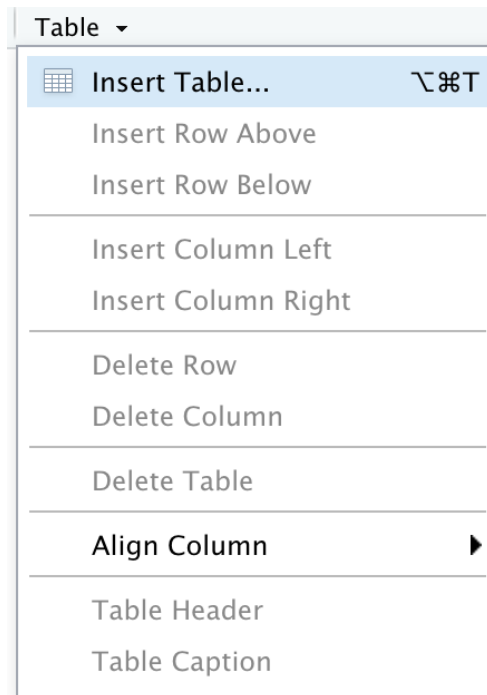 Table
Insert Table... ⌥⌘T
Insert Row Above
Insert Row Below
Insert Column Left
Insert Column Right
Delete Row
Delete Column
Delete Table
Align Column
Table Header
Table Caption